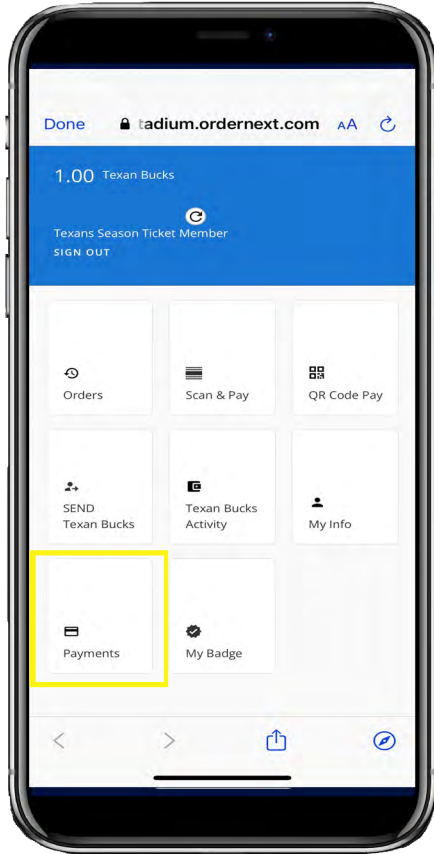 Done tadium.ordernext.com AA
1.00 Texan Bucks
Texans Season Ticket Member
SIGN OUT
Orders
Scan & Pay
QR Code Pay
SEND
Texan Bucks
Texan Bucks
Activity
My Info
Payments
My Badge